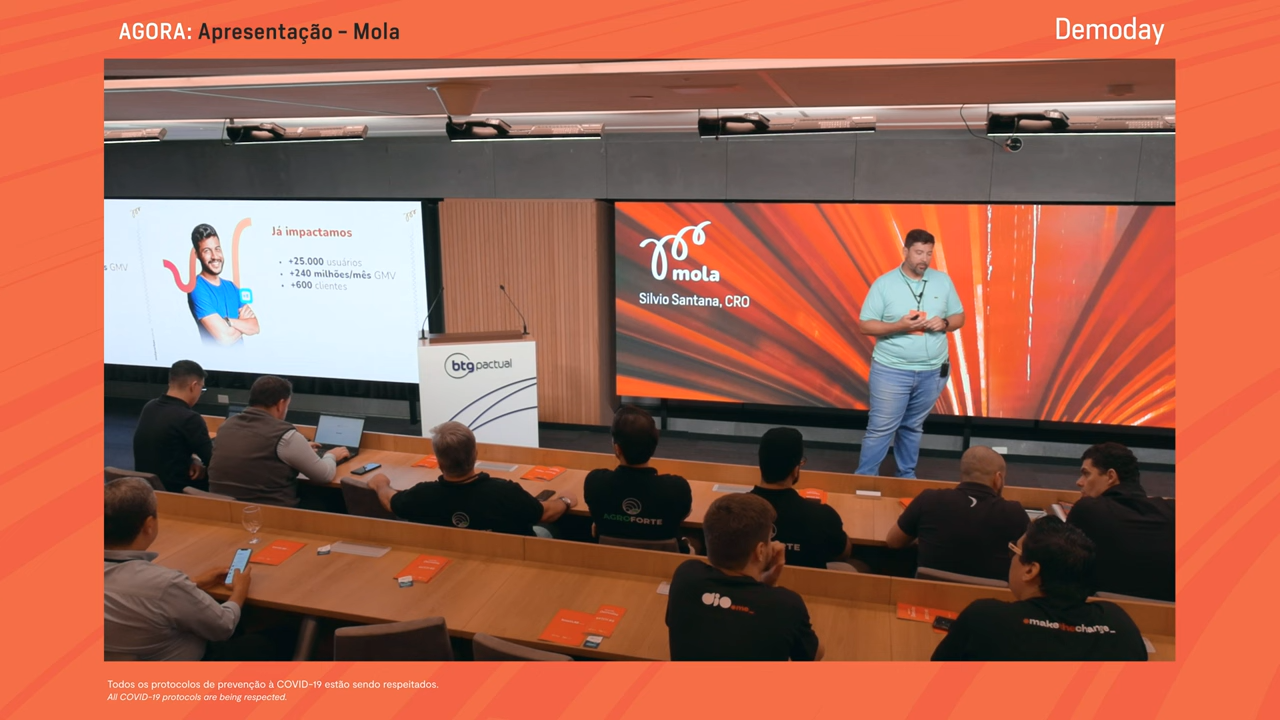 AGORA: Apresentação - Mola
Demoday
s GMV
Já impactamos
+25.000 usuários
+240 milhões/mês GMV
+600 clientes
mola
Silvio Santana, CRO
btg pactual
AGROFORTE
RTE
dio
#makethechange_
Todos os protocolos de prevenção à COVID-19 estão sendo respeitados.
All COVID-19 protocols are being respected.